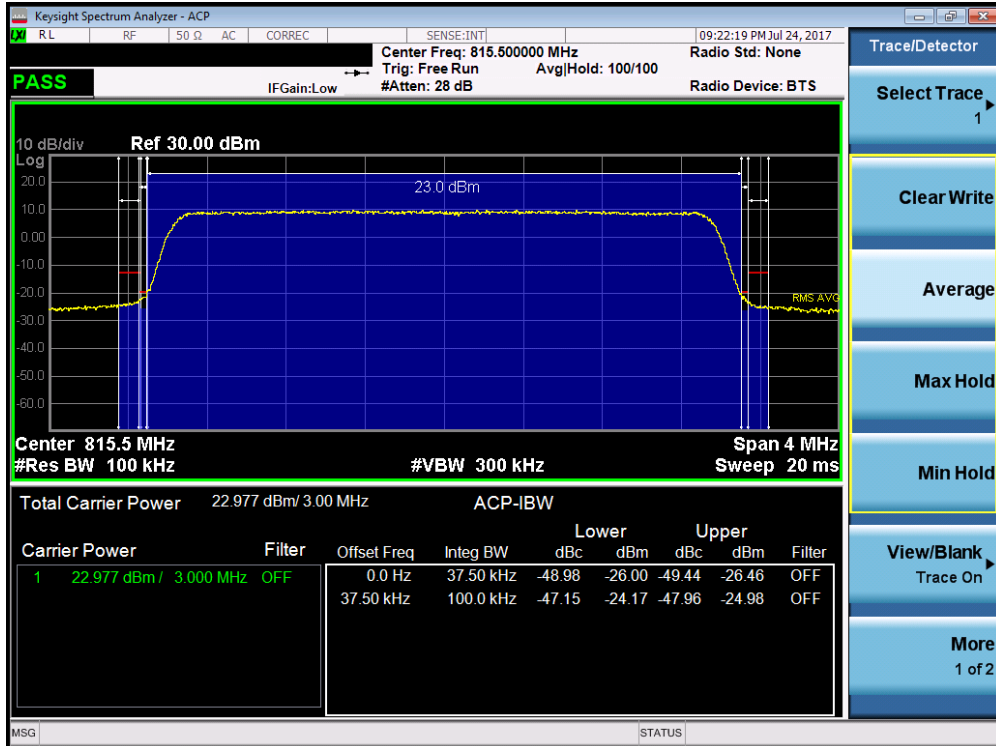 Keysight Spectrum Analyzer - ACP
LXI RL RF 50 Ω AC CORREC SENSE:INT 09:22:19 PM Jul 24, 2017
Center Freq: 815.500000 MHz Radio Std: None
Trig: Free Run Avg|Hold: 100/100
PASS IFGain:Low #Atten: 28 dB Radio Device: BTS
10 dB/div Ref 30.00 dBm
Log
20.0
10.0
0.00
-10.0
-20.0
-30.0
-40.0
-50.0
-60.0
23.0 dBm
RMS AVG
Center 815.5 MHz Span 4 MHz
#Res BW 100 kHz #VBW 300 kHz Sweep 20 ms
Total Carrier Power 22.977 dBm/ 3.00 MHz ACP-IBW
Lower Upper
Carrier Power Filter Offset Freq Integ BW dBc dBm dBc dBm Filter
1 22.977 dBm / 3.000 MHz OFF 0.0 Hz 37.50 kHz -48.98 -26.00 -49.44 -26.46 OFF
37.50 kHz 100.0 kHz -47.15 -24.17 -47.96 -24.98 OFF
MSG STATUS
Trace/Detector
Select Trace
1
Clear Write
Average
Max Hold
Min Hold
View/Blank
Trace On
More
1 of 2